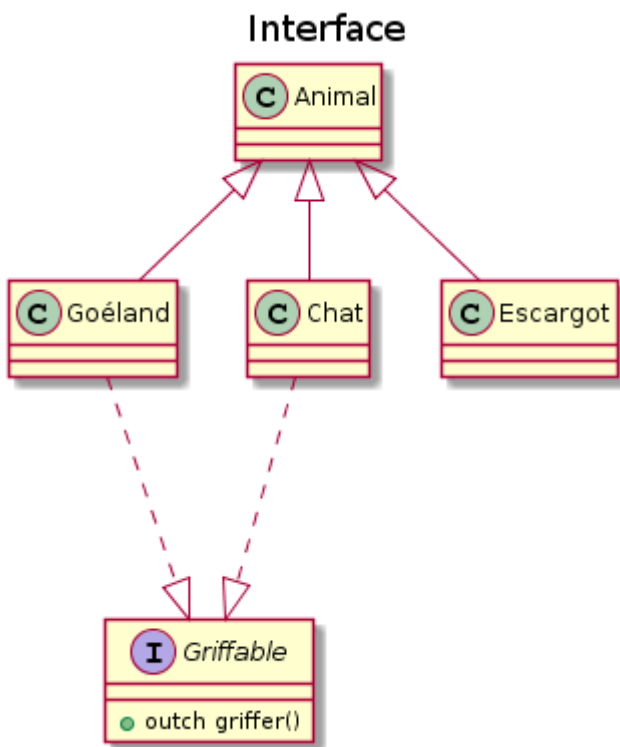 Interface
C Animal
C Goéland
C Chat
C Escargot
I Griffable
outch griffer()